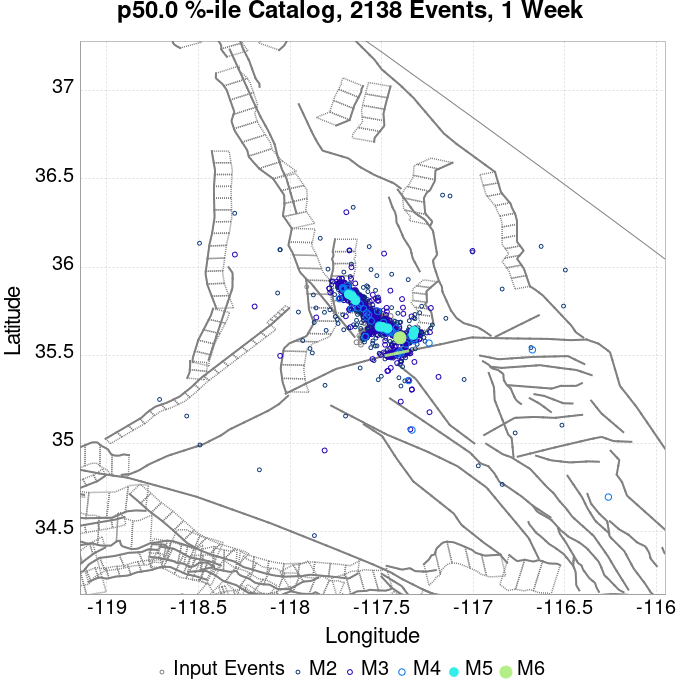 p50.0 %-ile Catalog, 2138 Events, 1 Week
37
36.5
36
35.5
35
34.5
Latitude
-119 -118.5 -118 -117.5 -117 -116.5 -116
Longitude
Input Events M2 M3 M4 M5 M6